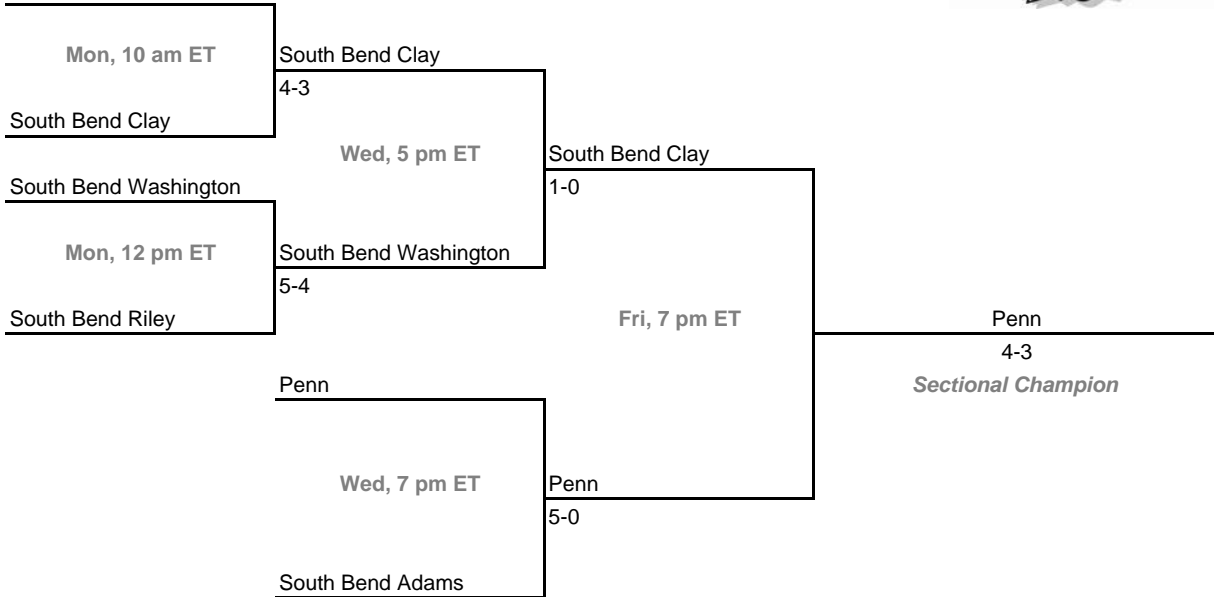 Mon, 10 am ET
South Bend Clay
4-3
South Bend Clay
Wed, 5 pm ET
South Bend Clay
South Bend Washington
1-0
Mon, 12 pm ET
South Bend Washington
5-4
South Bend Riley
Fri, 7 pm ET
Penn
4-3
Penn
Sectional Champion
Wed, 7 pm ET
Penn
5-0
South Bend Adams